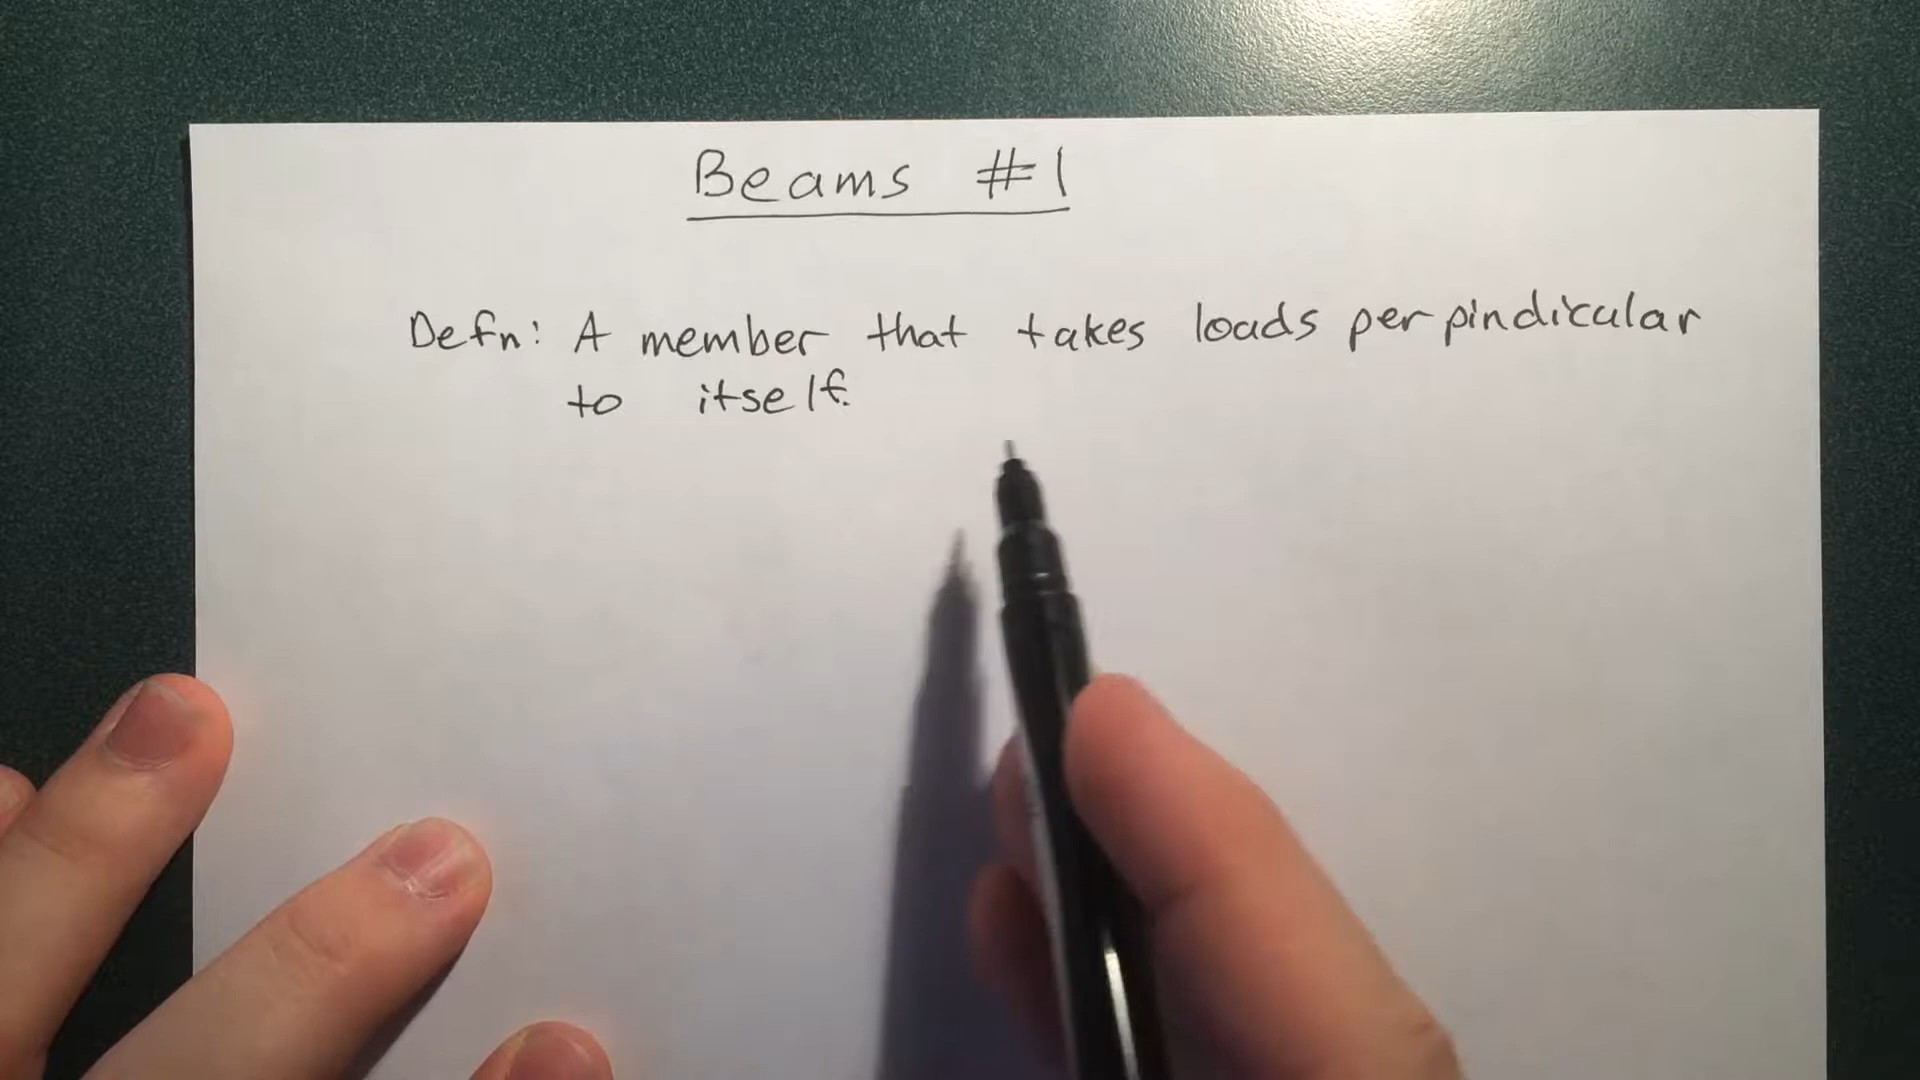 Beams #1
Defn: A member that takes loads perpindicular
to itself.